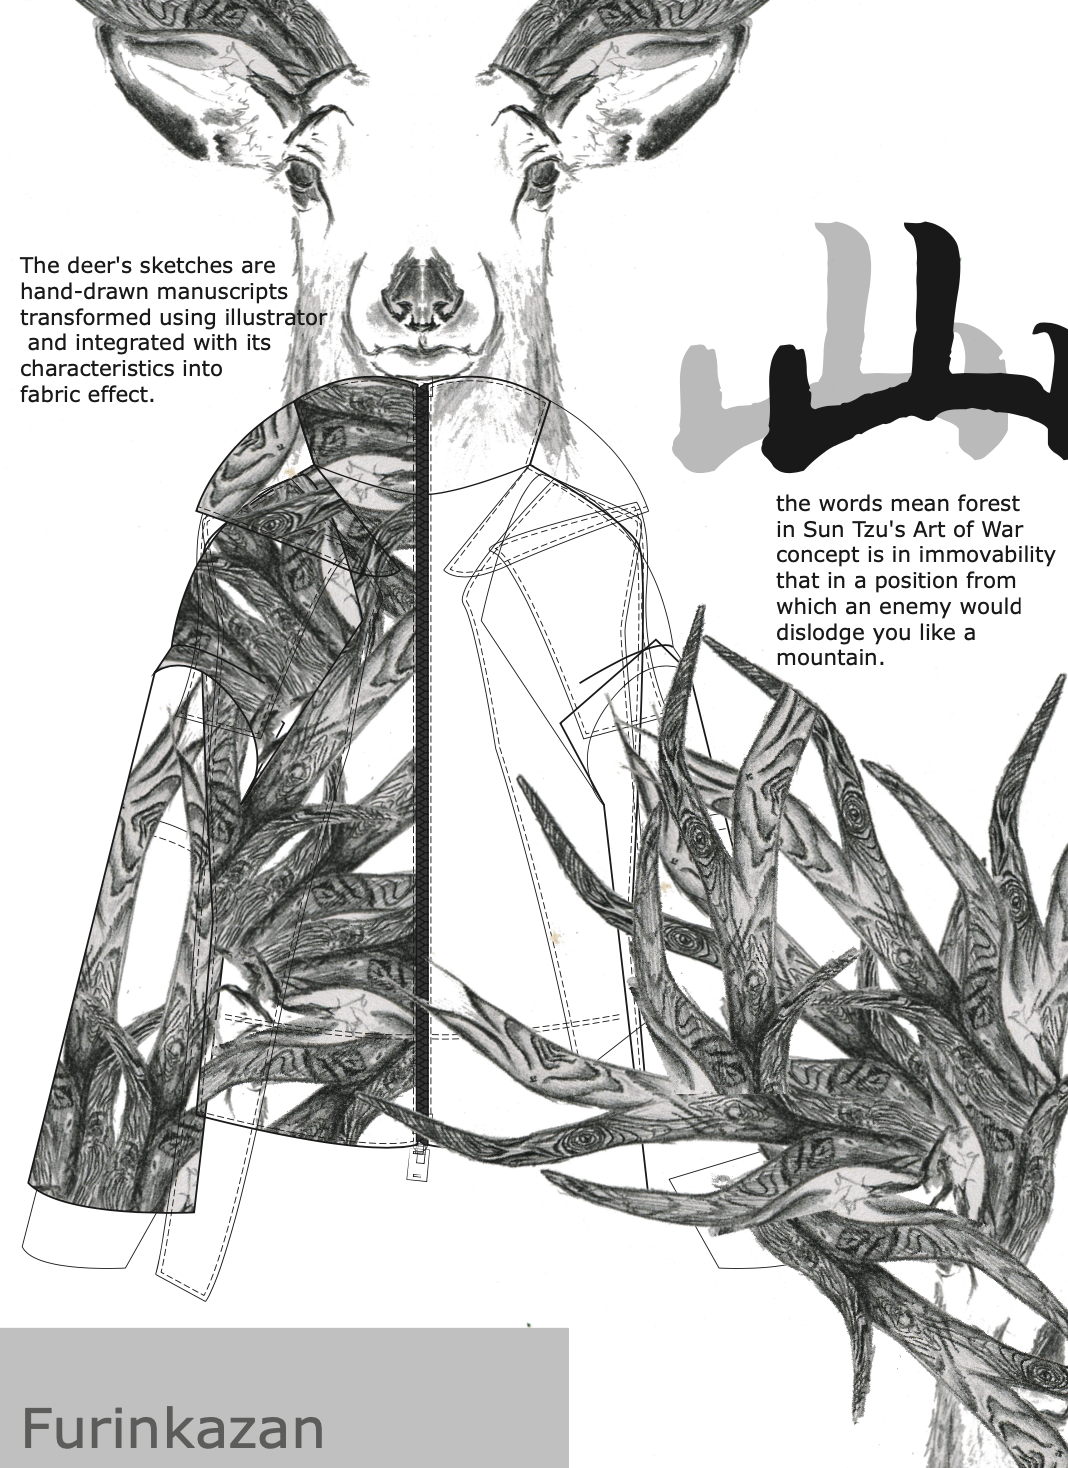 The deer's sketches are
hand-drawn manuscripts
transformed using illustrator
and integrated with its
characteristics into
fabric effect.
the words mean forest
in Sun Tzu's Art of War
concept is in immovability
that in a position from
which an enemy would
dislodge you like a
mountain.
Furinkazan